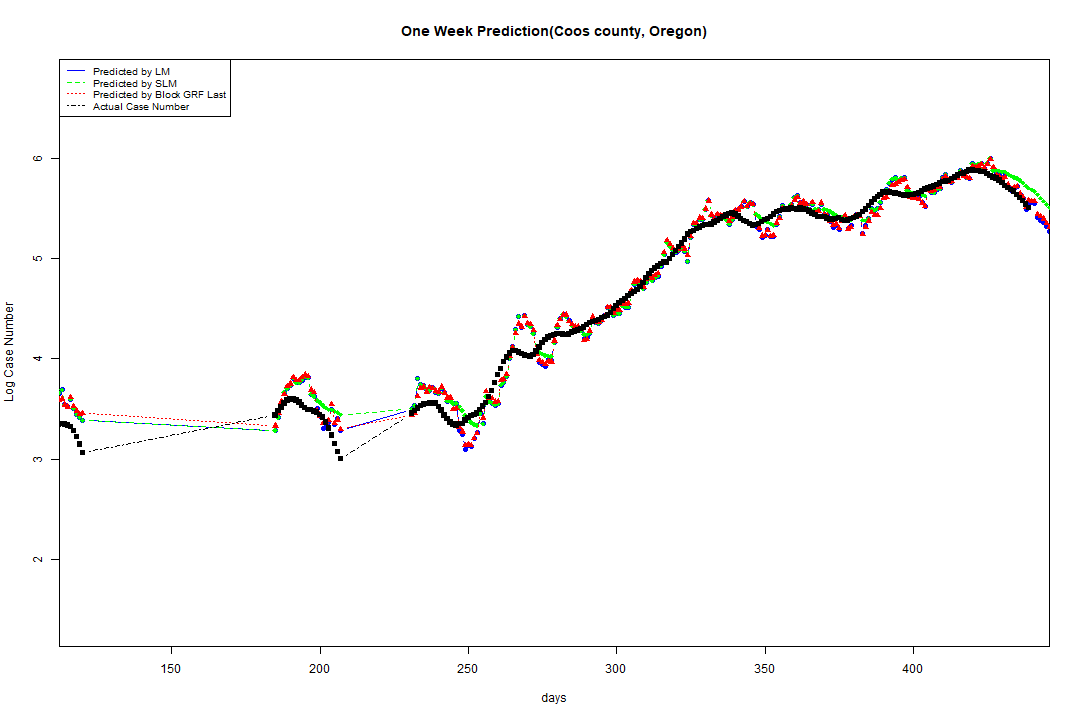 One Week Prediction(Coos county, Oregon)
Predicted by LM
Predicted by SLM
Predicted by Block GRF Last
Actual Case Number
6
5
4
3
2
Log Case Number
150 200 250 300 350 400
days